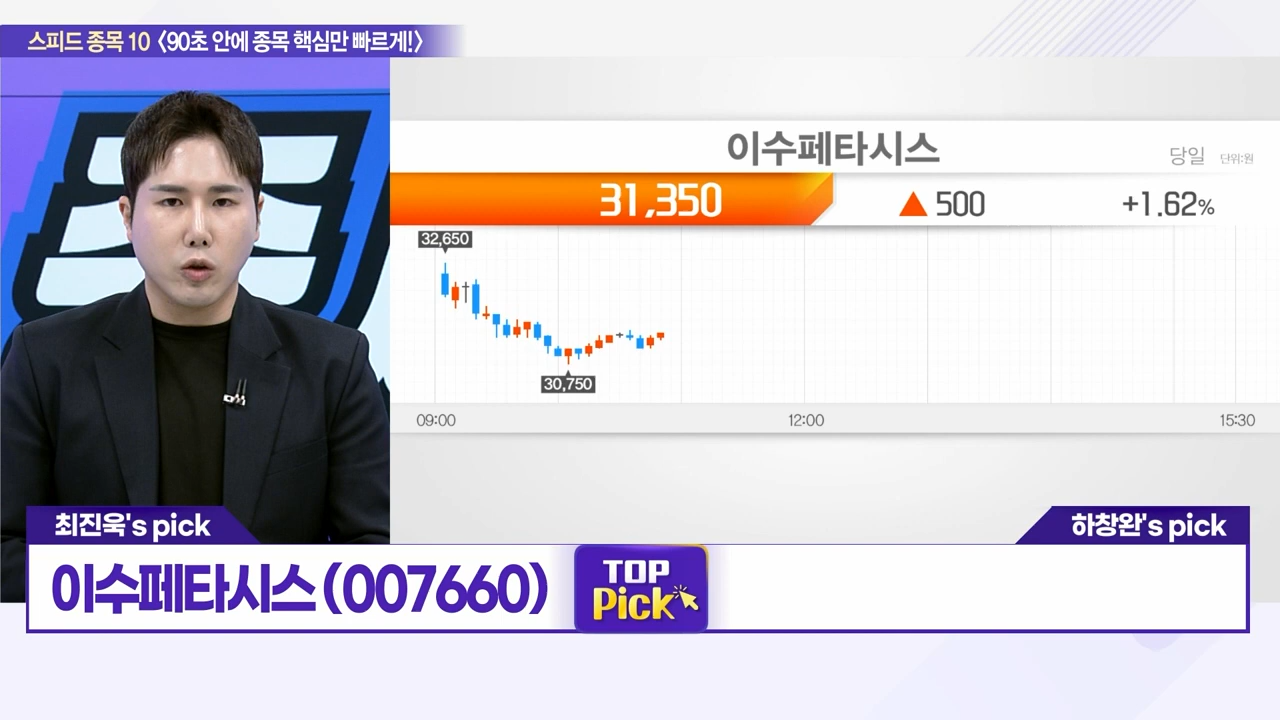 스피드 종목 10 〈90초 안에 종목 핵심만 빠르게!〉
이수페타시스
당일 단위:원
31,350 ▲ 500 +1.62%
32,650
30,750
09:00 12:00 15:30
최진욱's pick
하창완's pick
이수페타시스(007660)
TOP
Pick